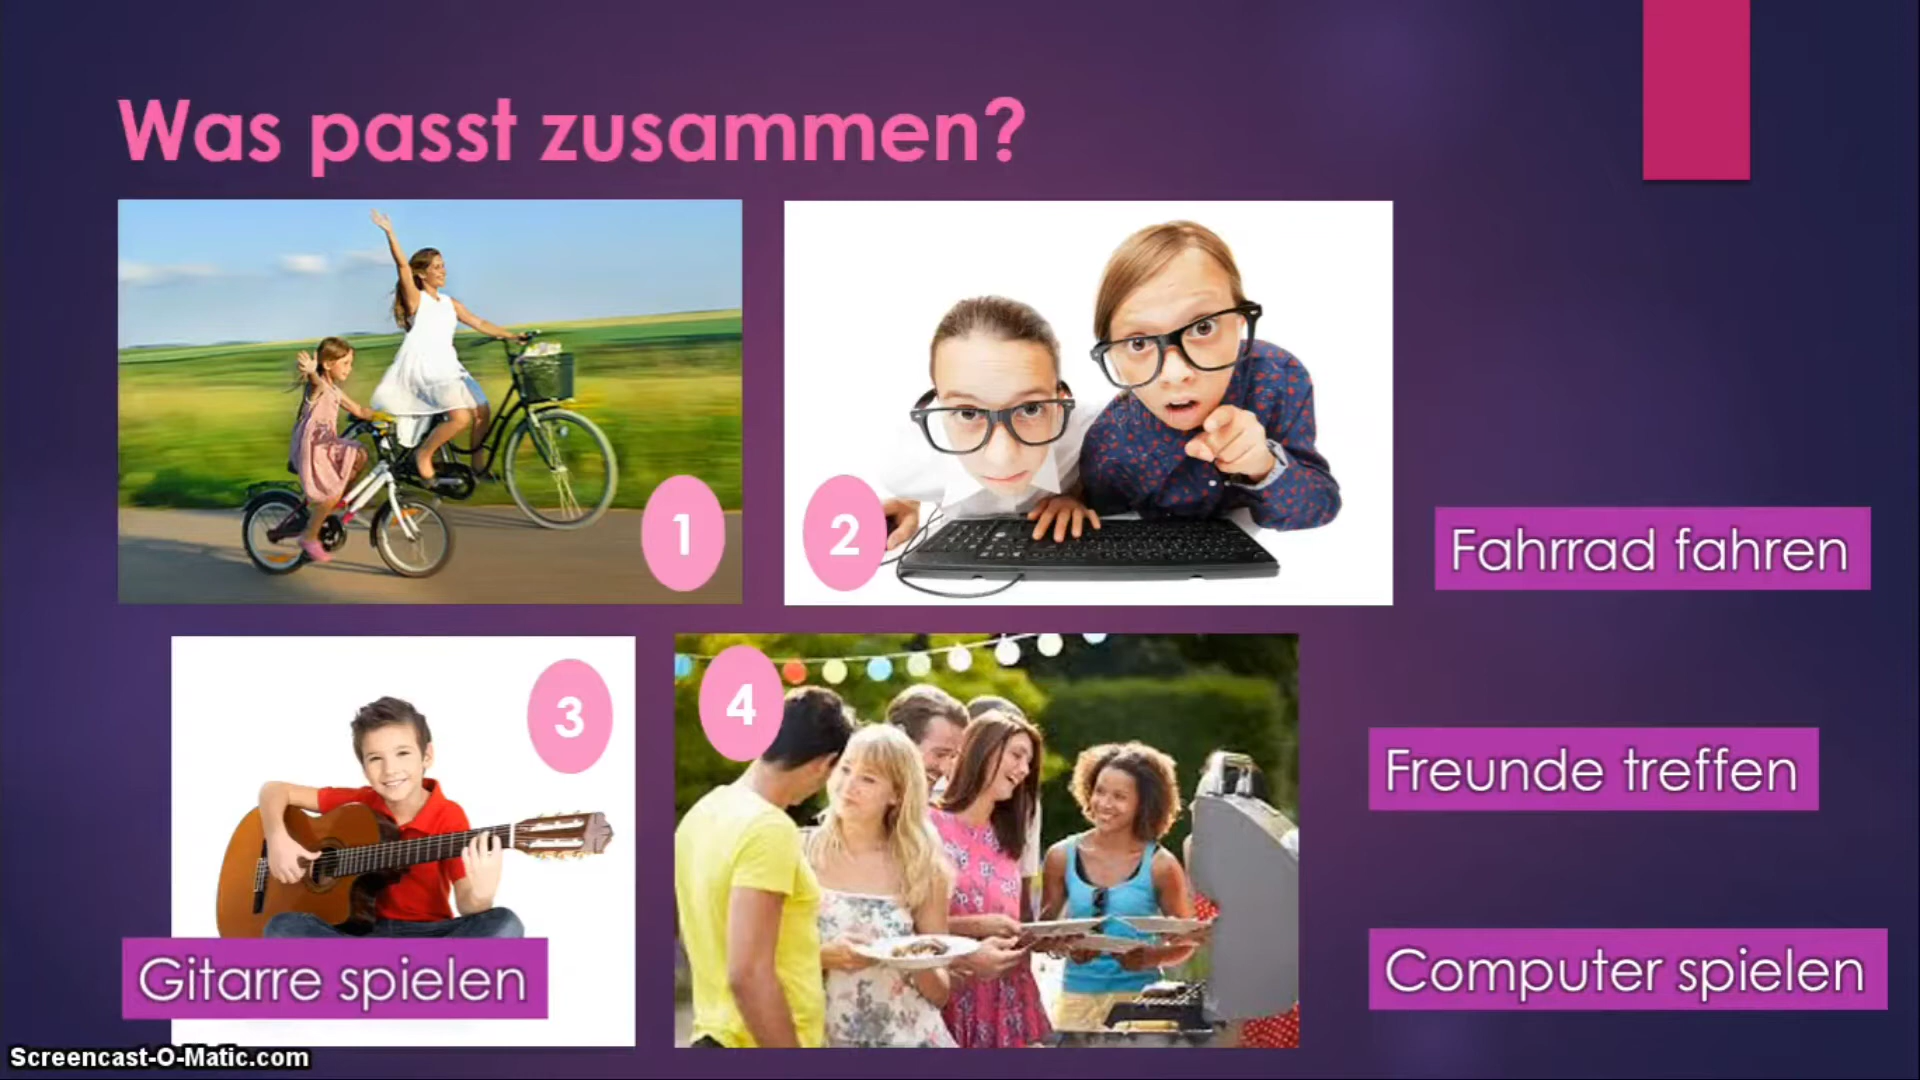 Was passt zusammen?
1
2
Fahrrad fahren
3
4
Freunde treffen
Gitarre spielen
Computer spielen
Screencast-O-Matic.com